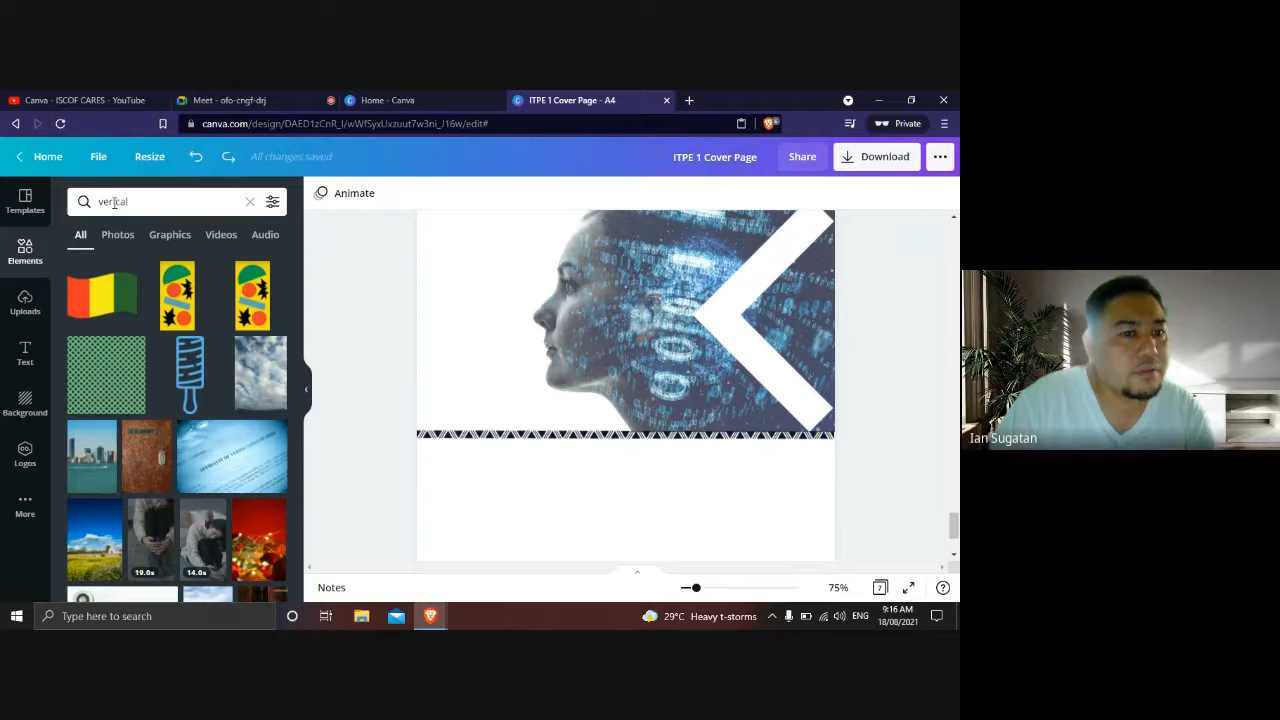 Canva - ISCOF CARES - YouTube
Meet - ofo-cngf-drj
Home - Canva
ITPE 1 Cover Page - A4
canva.com/design/DAED1zCnR_I/wWfSyxUxzuut7w3ni_J16w/edit#
Private
Home
File
Resize
All changes saved
ITPE 1 Cover Page
Share
Download
Templates
Elements
Uploads
Text
Background
Logos
More
All
Photos
Graphics
Videos
Audio
19.0s
14.0s
Animate
Notes
75%
7
Ian Sugatan
Type here to search
29°C Heavy t-storms
ENG
9:16 AM
18/08/2021